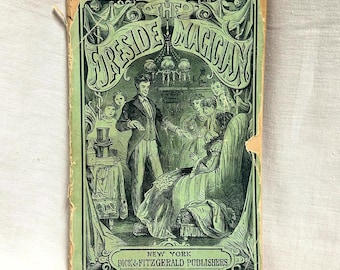 THE
FIRESIDE MAGICIAN
NEW YORK
DICK & FITZGERALD PUBLISHERS.